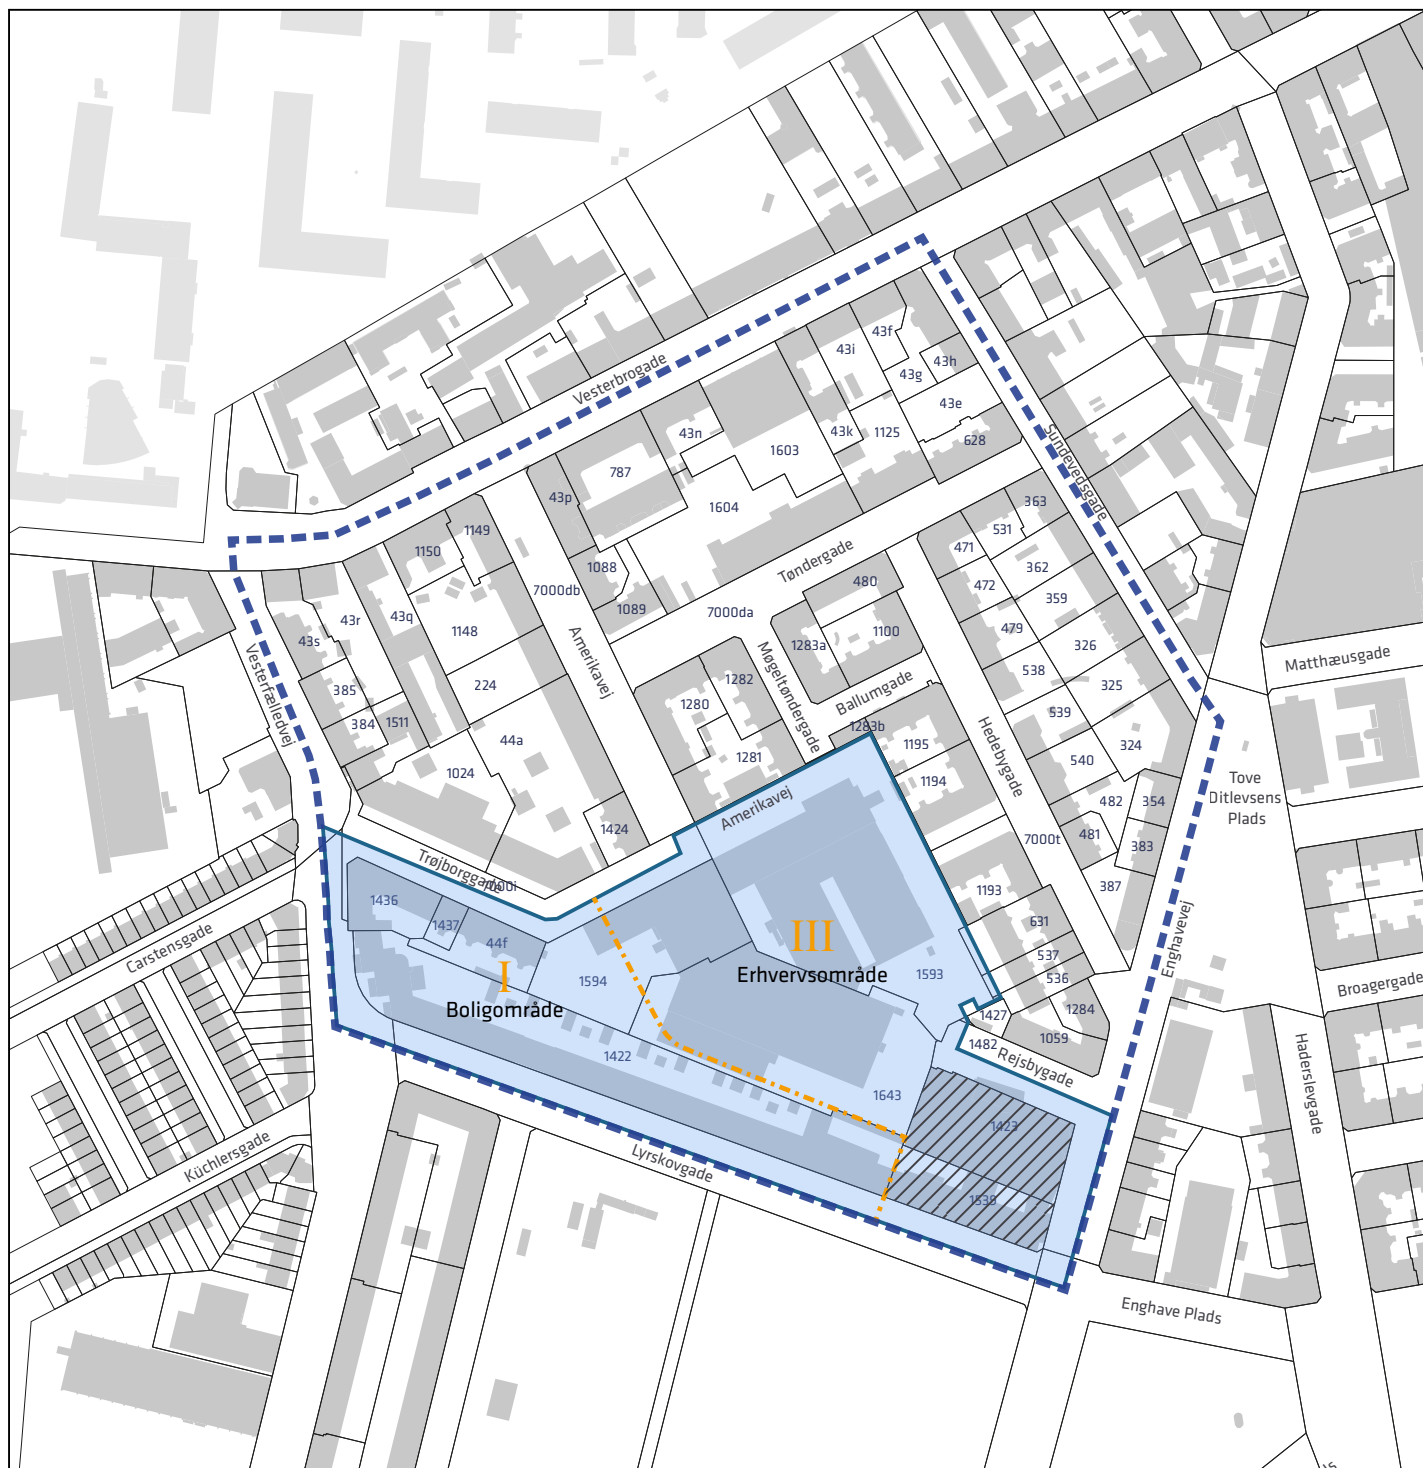 Vesterbrogade
43f
43i
43h
43g
43e
43n
43k
1125
628
1603
787
Sundevedsgade
43p
1604
363
1149
531
1150
471
Tøndergade
362
1088
480
472
7000db
359
1089
7000da
43r
43q
479
1148
1100
43s
1283a
326
Vesterfælledvej
Amerikavej
Møgeltøndergade
Matthæusgade
538
1282
385
224
325
Ballumgade
1280
539
384
1511
1283b
44a
1195
324
Hedebygade
1281
540
1024
1194
Tove
Ditlevsens
Plads
482
354
Amerikavej
1424
481
7000t
383
Trøjborggade
7000i
387
1193
1436
631
1437
Enghavevej
III
44f
Carstensgade
537
I
1594
Erhvervsområde
1593
536
Broagergade
Boligområde
1427
1284
1482
1059
1422
Rejsbygade
1643
Haderslevgade
1423
Küchlersgade
Lyrskovgade
1539
Enghave Plads